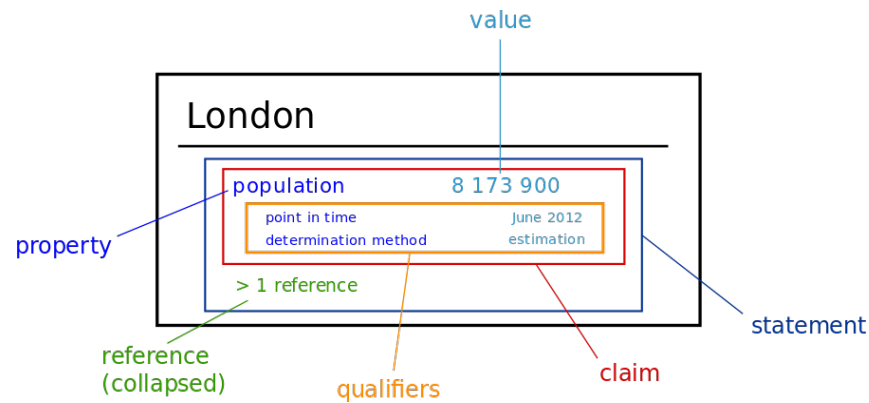 value
London
population 8 173 900
point in time June 2012
determination method estimation
property
> 1 reference
statement
reference
(collapsed)
claim
qualifiers